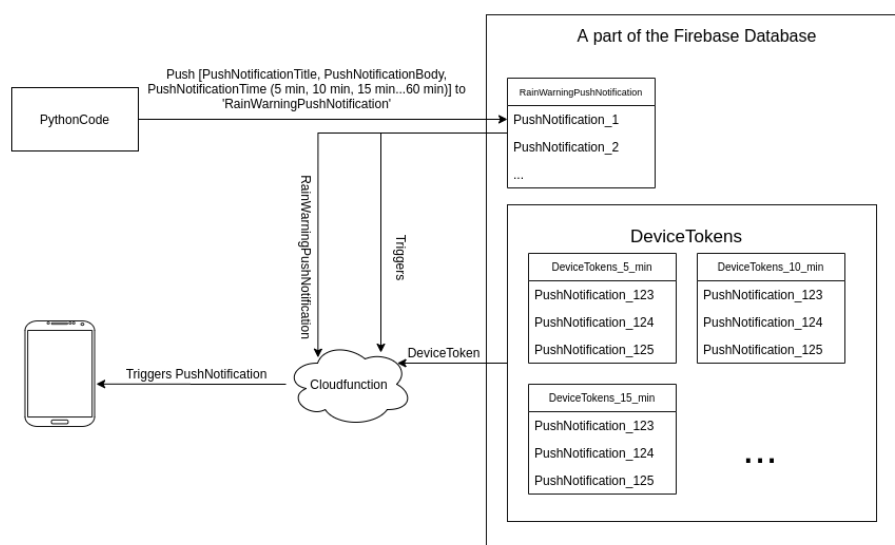 A part of the Firebase Database
Push [PushNotificationTitle, PushNotificationBody,
PushNotificationTime (5 min, 10 min, 15 min...60 min)] to
'RainWarningPushNotification'
PythonCode
RainWarningPushNotification
PushNotification_1
PushNotification_2
...
RainWarningPushNotification
Triggers
DeviceTokens
DeviceTokens_5_min
PushNotification_123
PushNotification_124
PushNotification_125
DeviceTokens_10_min
PushNotification_123
PushNotification_124
PushNotification_125
DeviceToken
Cloudfunction
Triggers PushNotification
DeviceTokens_15_min
PushNotification_123
PushNotification_124
PushNotification_125
...